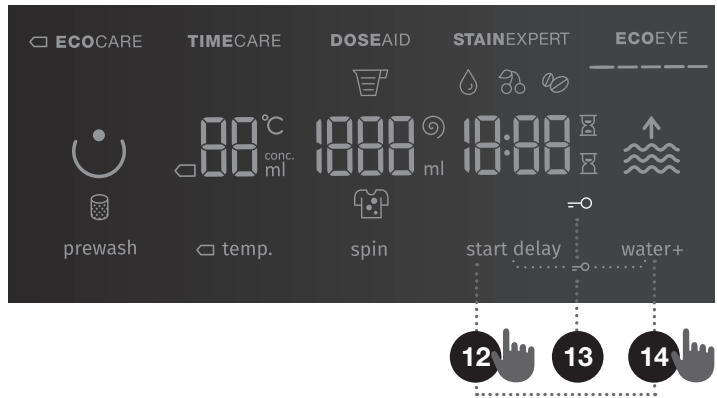 ECOCARE TIMECARE DOSEAID STAINEXPERT ECOEYE
88 °C conc. ml 1888 ml 18:88
prewash temp. spin start delay water+
12 13 14